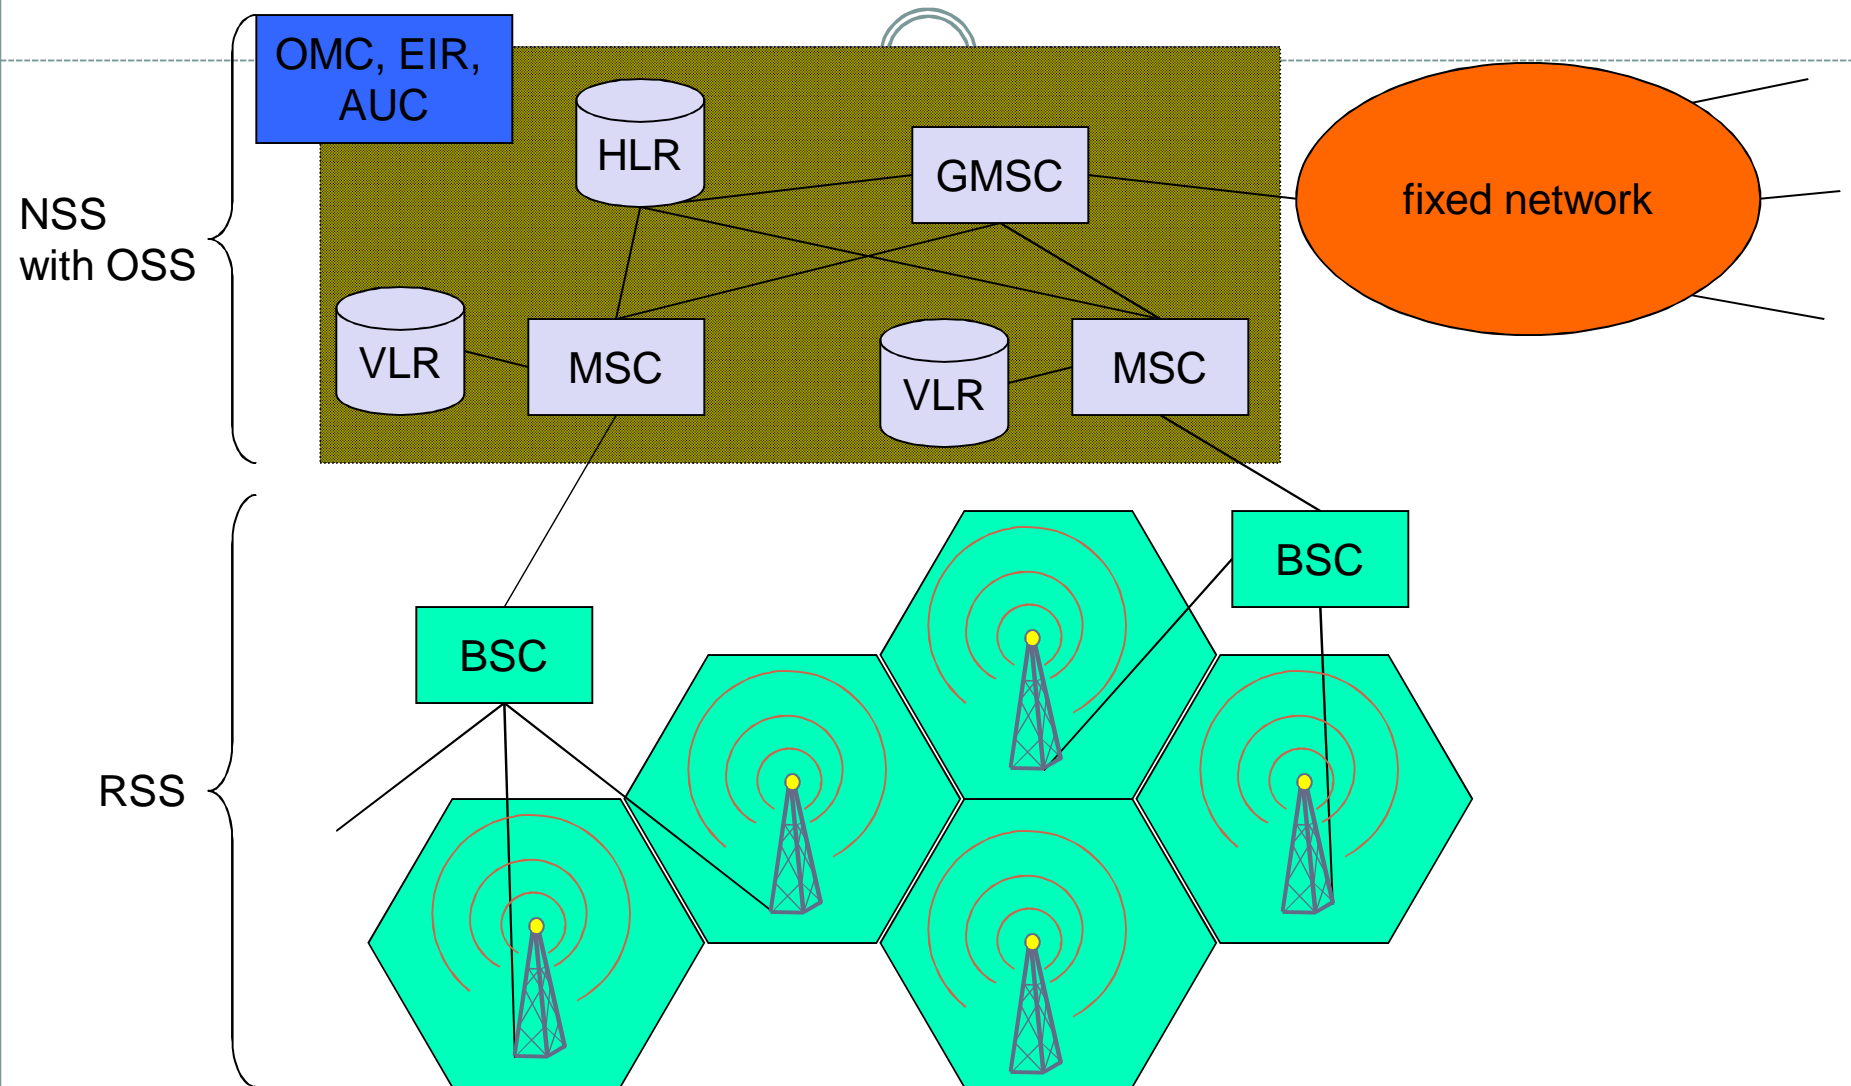 OMC, EIR,
AUC
HLR
GMSC
fixed network
NSS
with OSS
VLR
MSC
VLR
MSC
BSC
BSC
RSS